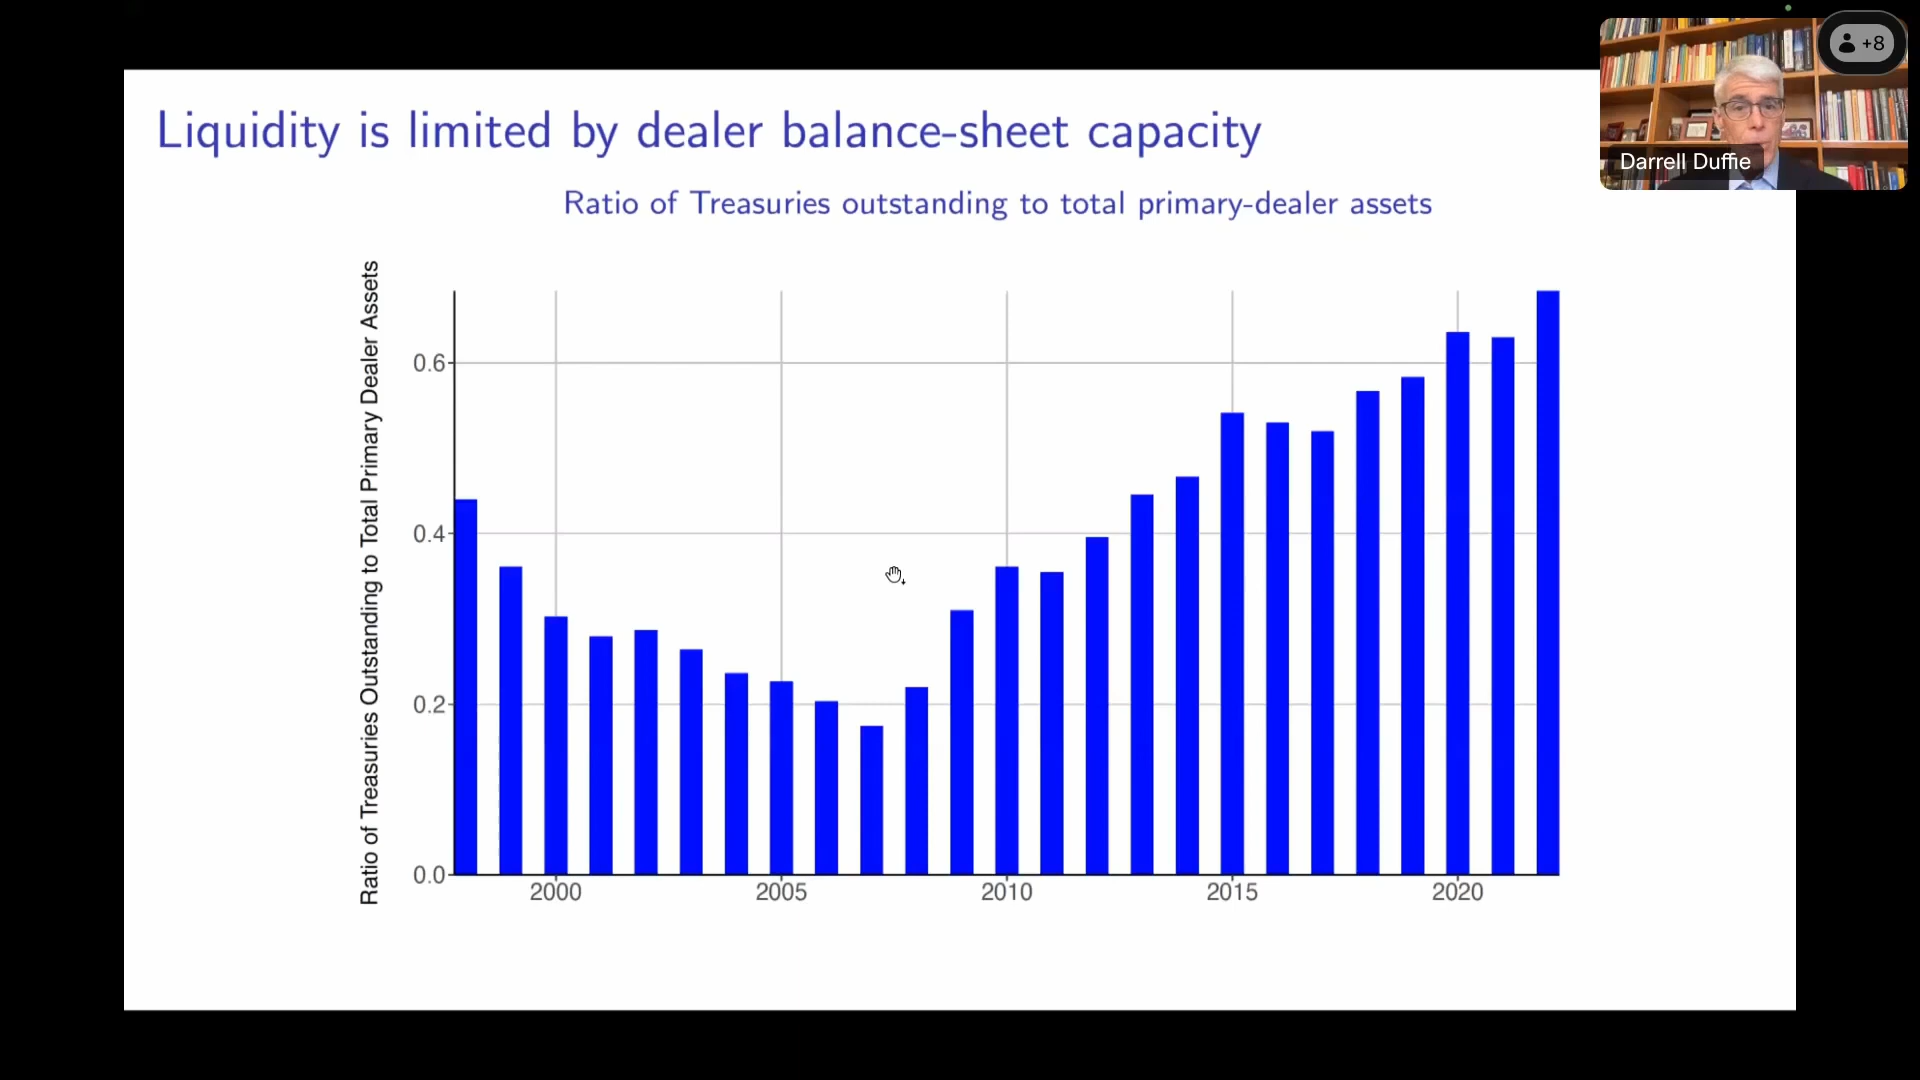 +8
Darrell Duffie
Liquidity is limited by dealer balance-sheet capacity
Ratio of Treasuries outstanding to total primary-dealer assets
Ratio of Treasuries Outstanding to Total Primary Dealer Assets
0.6
0.4
0.2
0.0
2000 2005 2010 2015 2020